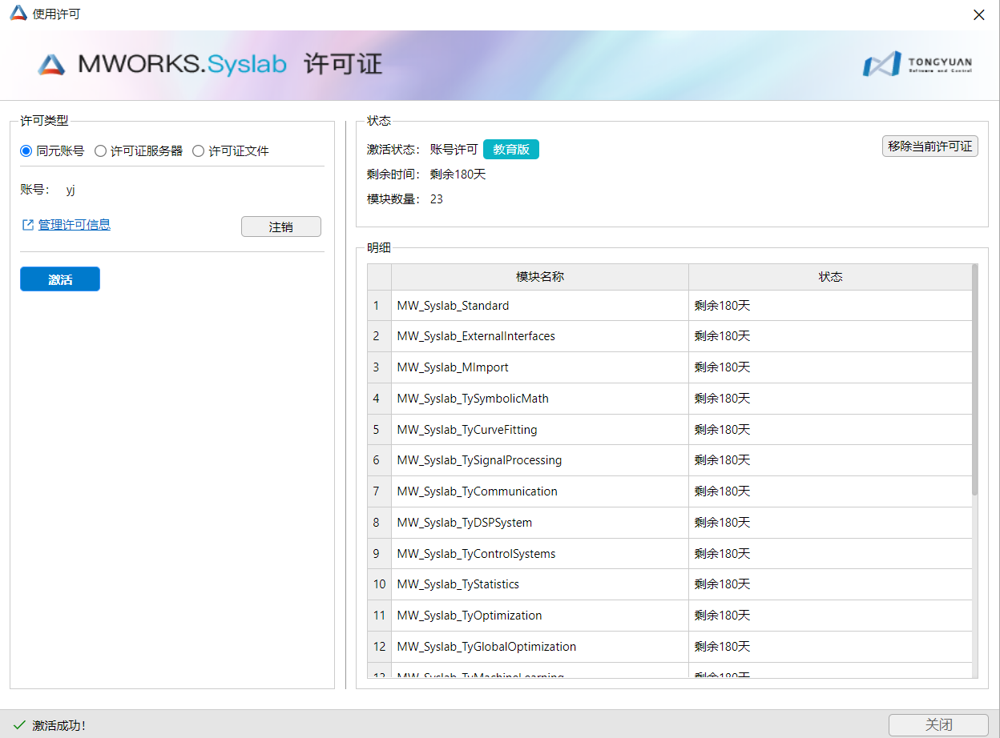 使用许可
MWORKS.Syslab 许可证
TONGYUAN
Software and Control
许可类型
同元账号 许可证服务器 许可证文件
账号: yj
管理许可信息
注销
激活
状态
激活状态: 账号许可 教育版
移除当前许可证
剩余时间: 剩余180天
模块数量: 23
明细
模块名称 状态
1 MW_Syslab_Standard 剩余180天
2 MW_Syslab_ExternalInterfaces 剩余180天
3 MW_Syslab_MImport 剩余180天
4 MW_Syslab_TySymbolicMath 剩余180天
5 MW_Syslab_TyCurveFitting 剩余180天
6 MW_Syslab_TySignalProcessing 剩余180天
7 MW_Syslab_TyCommunication 剩余180天
8 MW_Syslab_TyDSPSystem 剩余180天
9 MW_Syslab_TyControlSystems 剩余180天
10 MW_Syslab_TyStatistics 剩余180天
11 MW_Syslab_TyOptimization 剩余180天
12 MW_Syslab_TyGlobalOptimization 剩余180天
13 MW_Syslab_TyMachineLearning 剩余180天
激活成功!
关闭